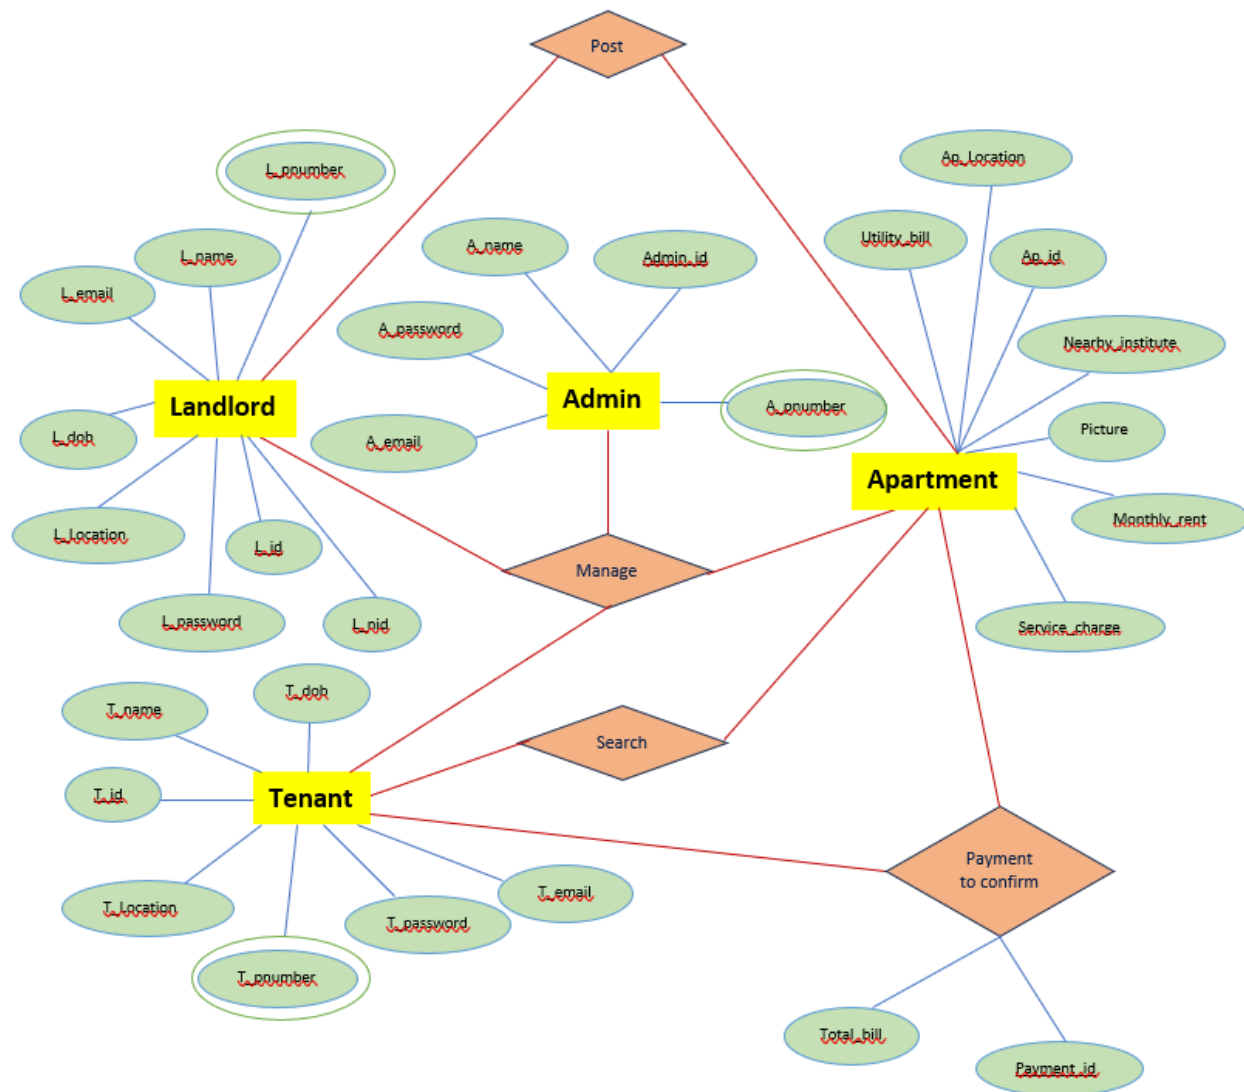 Post
Ap_Location
L_pnumber
A_name
Admin_id
Utility_bill
Ap_id
L_name
L_email
A_password
Nearby_institute
Landlord
Admin
A_pnumber
Picture
L_dob
A_email
Apartment
Monthly_rent
L_Location
L_id
Manage
L_password
L_nid
Service_charge
T_dob
T_name
Search
T_id
Tenant
Payment
to confirm
T_Location
T_password
T_email
T_pnumber
Total_bill
Payment_id